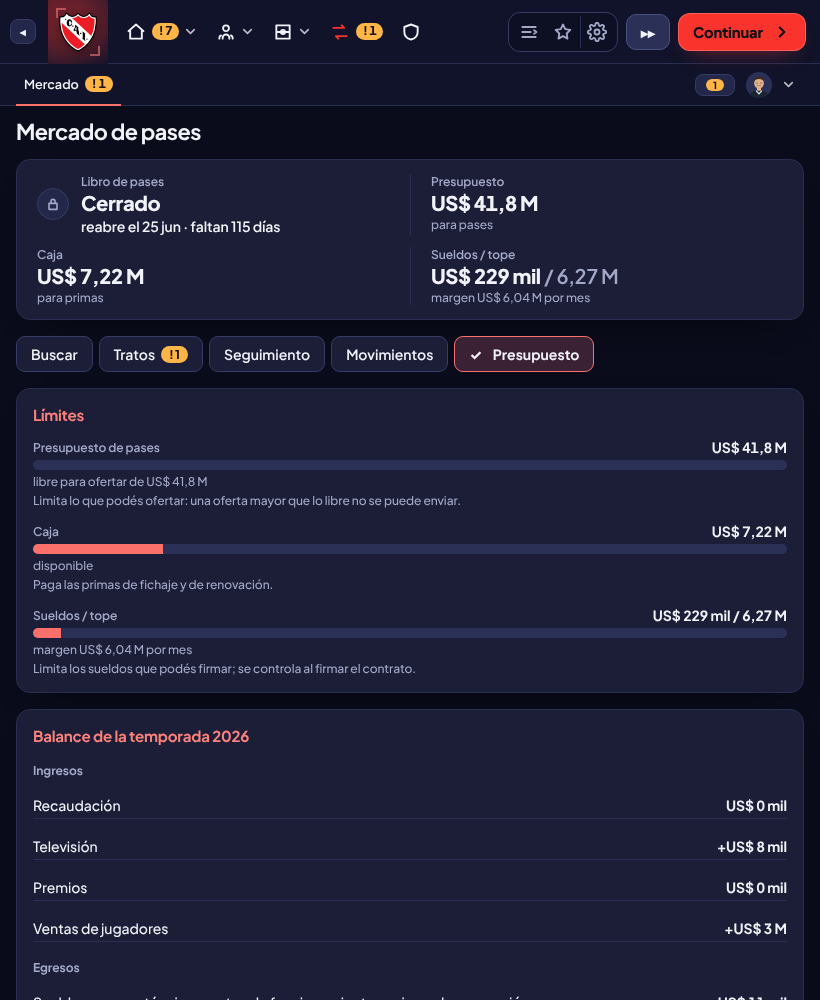 !7
!1
Continuar
Mercado !1
1
Mercado de pases
Libro de pases
Cerrado
reabre el 25 jun · faltan 115 días
Presupuesto
US$ 41,8 M
para pases
Caja
US$ 7,22 M
para primas
Sueldos / tope
US$ 229 mil / 6,27 M
margen US$ 6,04 M por mes
Buscar
Tratos !1
Seguimiento
Movimientos
Presupuesto
Límites
Presupuesto de pases US$ 41,8 M
libre para ofertar de US$ 41,8 M
Limita lo que podés ofertar: una oferta mayor que lo libre no se puede enviar.
Caja US$ 7,22 M
disponible
Paga las primas de fichaje y de renovación.
Sueldos / tope US$ 229 mil / 6,27 M
margen US$ 6,04 M por mes
Limita los sueldos que podés firmar; se controla al firmar el contrato.
Balance de la temporada 2026
Ingresos
Recaudación US$ 0 mil
Televisión +US$ 8 mil
Premios US$ 0 mil
Ventas de jugadores +US$ 3 M
Egresos